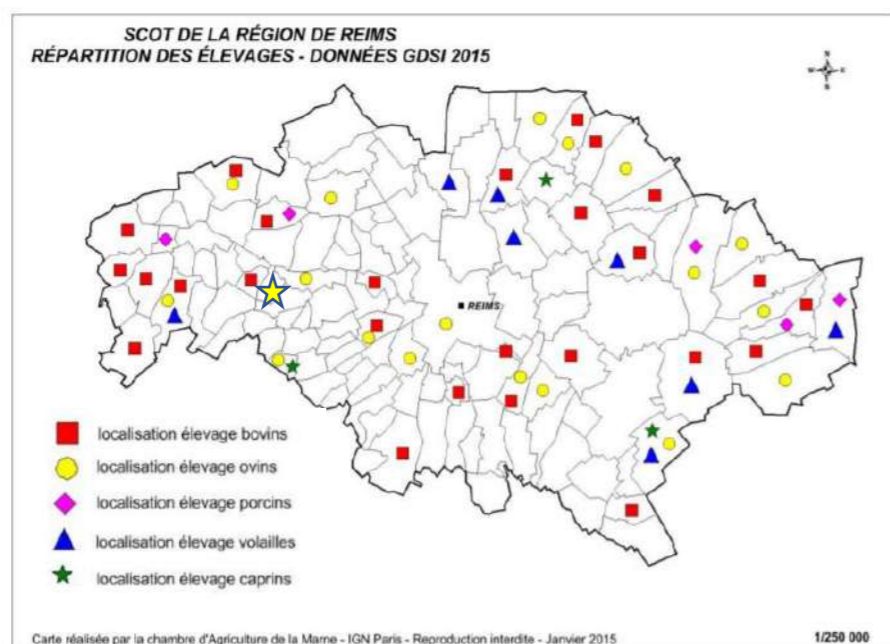 SCOT DE LA RÉGION DE REIMS
RÉPARTITION DES ÉLEVAGES - DONNÉES GDSI 2015
N
W E
S
REIMS
localisation élevage bovins
localisation élevage ovins
localisation élevage porcins
localisation élevage volailles
localisation élevage caprins
Carte réalisée par la chambre d'Agriculture de la Marne - IGN Paris - Reproduction interdite - Janvier 2015
1/250 000